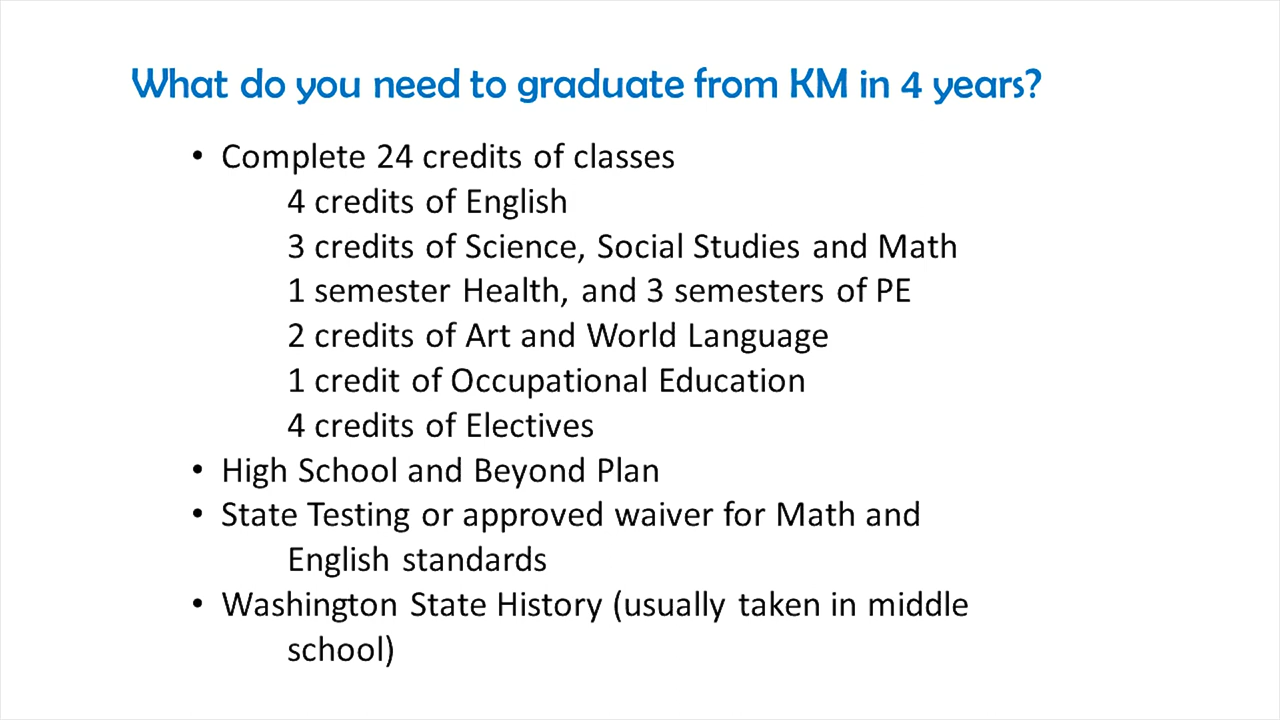 What do you need to graduate from KM in 4 years?
• Complete 24 credits of classes
4 credits of English
3 credits of Science, Social Studies and Math
1 semester Health, and 3 semesters of PE
2 credits of Art and World Language
1 credit of Occupational Education
4 credits of Electives
• High School and Beyond Plan
• State Testing or approved waiver for Math and
English standards
• Washington State History (usually taken in middle
school)